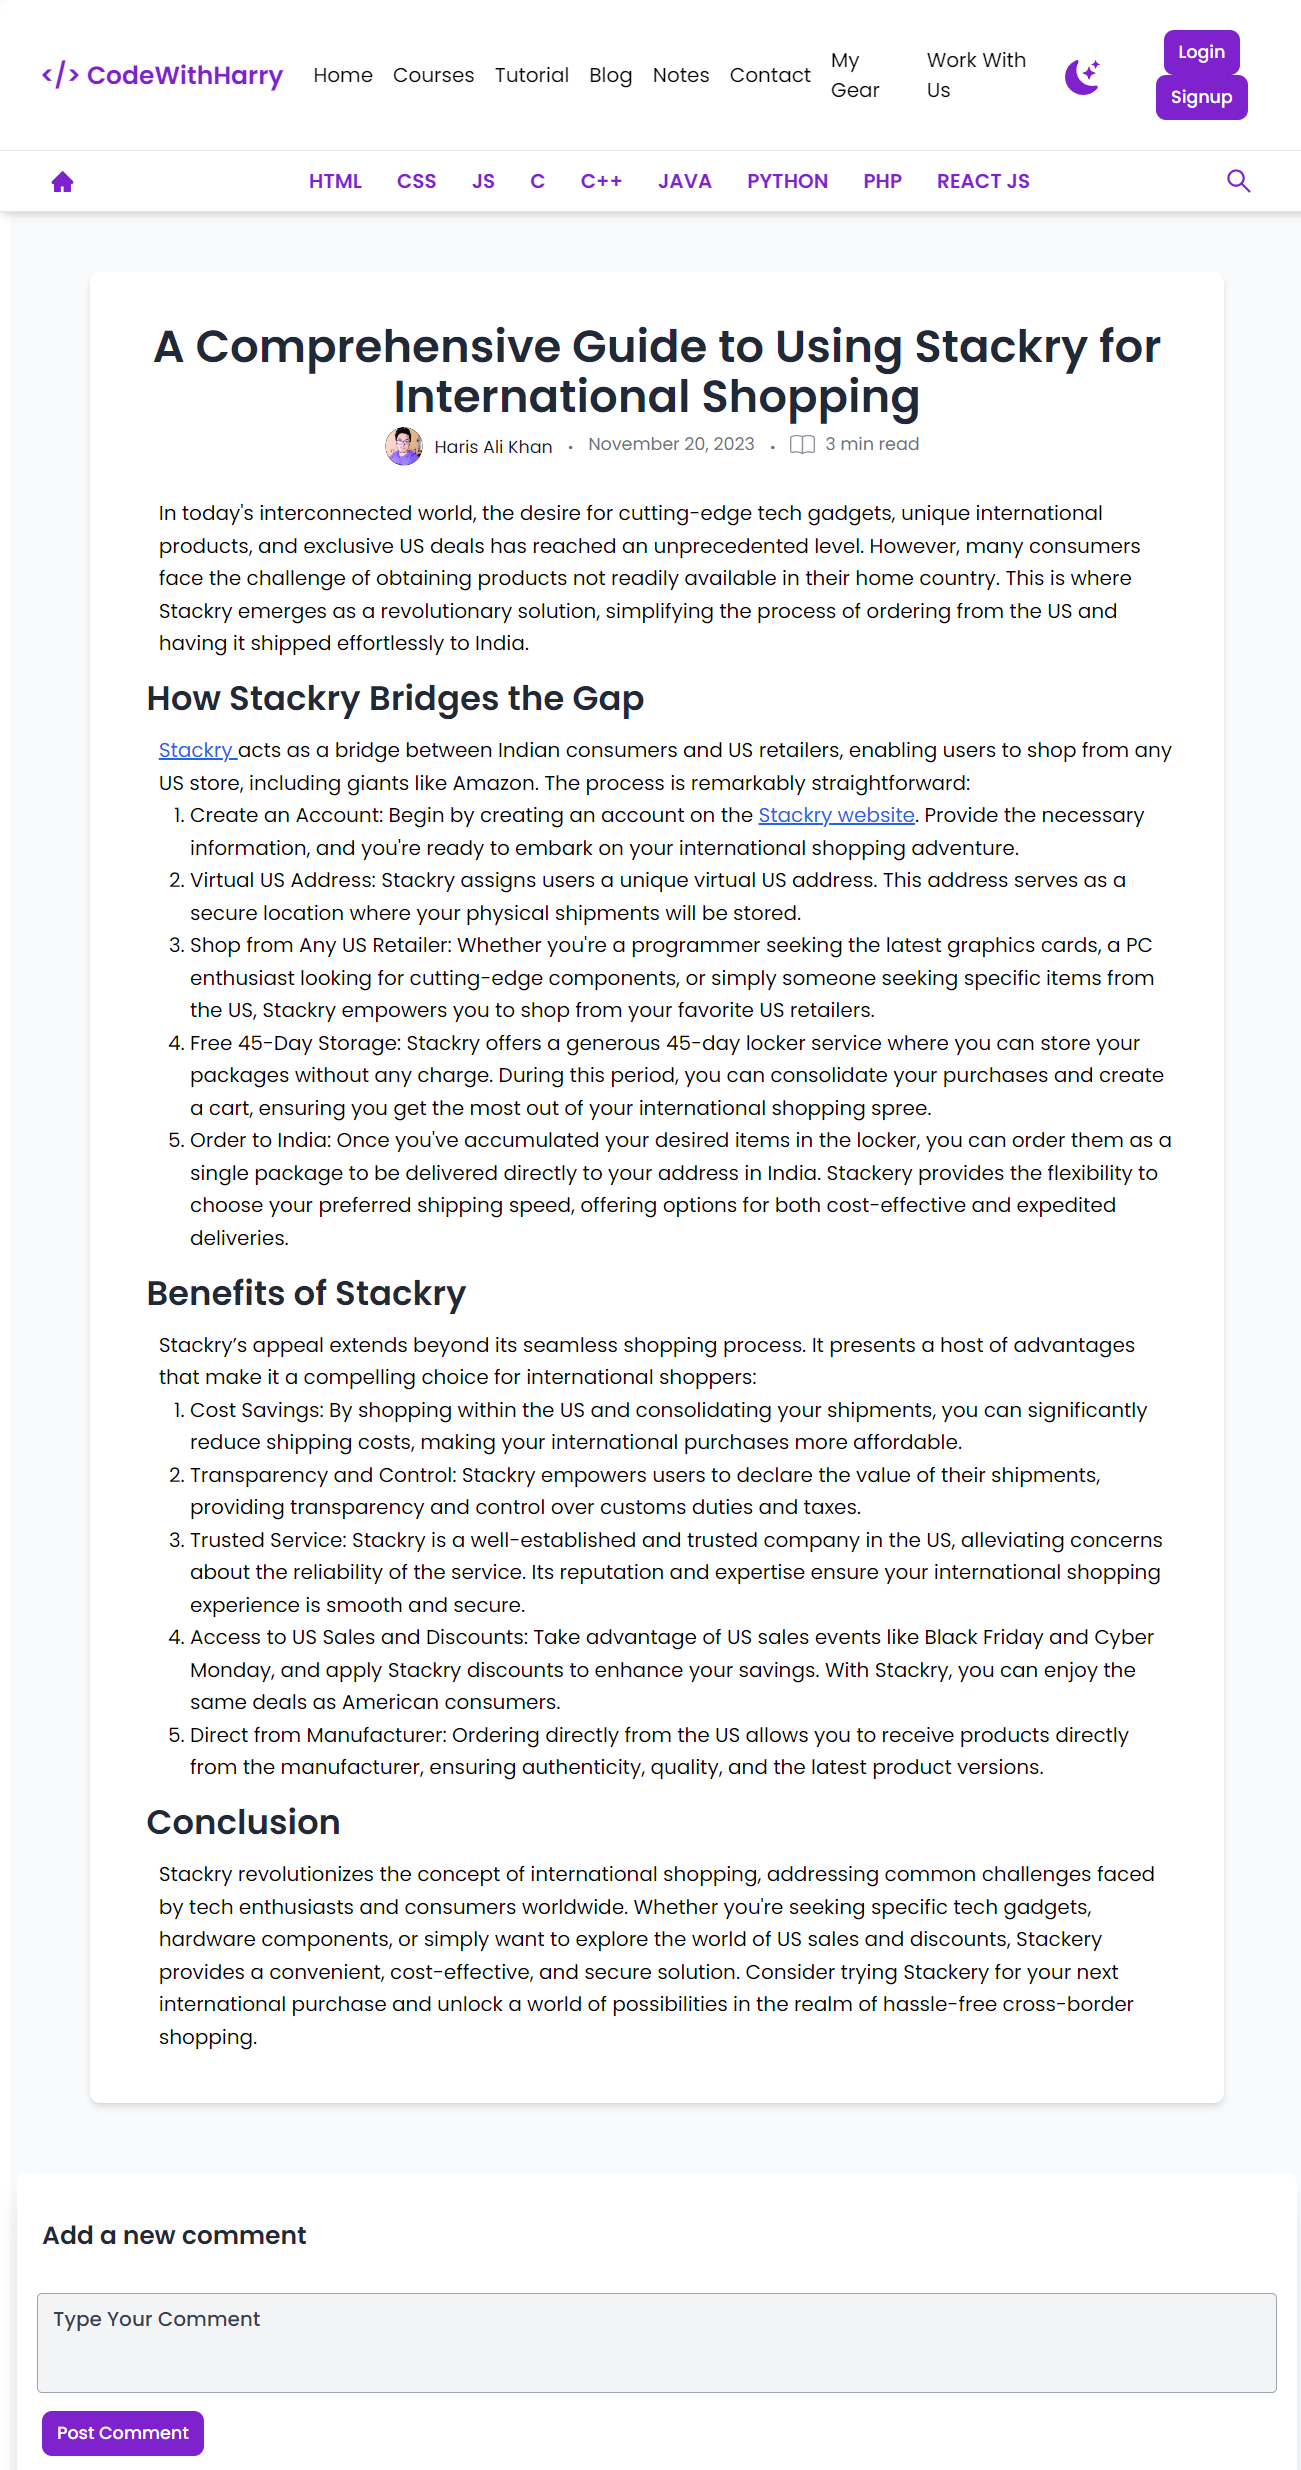 </> CodeWithHarry
Home Courses Tutorial Blog Notes Contact My Gear Work With Us
Login
Signup
HTML CSS JS C C++ JAVA PYTHON PHP REACT JS
A Comprehensive Guide to Using Stackry for
International Shopping
Haris Ali Khan • November 20, 2023 • 3 min read
In today's interconnected world, the desire for cutting-edge tech gadgets, unique international
products, and exclusive US deals has reached an unprecedented level. However, many consumers
face the challenge of obtaining products not readily available in their home country. This is where
Stackry emerges as a revolutionary solution, simplifying the process of ordering from the US and
having it shipped effortlessly to India.
How Stackry Bridges the Gap
Stackry acts as a bridge between Indian consumers and US retailers, enabling users to shop from any
US store, including giants like Amazon. The process is remarkably straightforward:
1. Create an Account: Begin by creating an account on the Stackry website. Provide the necessary
information, and you're ready to embark on your international shopping adventure.
2. Virtual US Address: Stackry assigns users a unique virtual US address. This address serves as a
secure location where your physical shipments will be stored.
3. Shop from Any US Retailer: Whether you're a programmer seeking the latest graphics cards, a PC
enthusiast looking for cutting-edge components, or simply someone seeking specific items from
the US, Stackry empowers you to shop from your favorite US retailers.
4. Free 45-Day Storage: Stackry offers a generous 45-day locker service where you can store your
packages without any charge. During this period, you can consolidate your purchases and create
a cart, ensuring you get the most out of your international shopping spree.
5. Order to India: Once you've accumulated your desired items in the locker, you can order them as a
single package to be delivered directly to your address in India. Stackery provides the flexibility to
choose your preferred shipping speed, offering options for both cost-effective and expedited
deliveries.
Benefits of Stackry
Stackry’s appeal extends beyond its seamless shopping process. It presents a host of advantages
that make it a compelling choice for international shoppers:
1. Cost Savings: By shopping within the US and consolidating your shipments, you can significantly
reduce shipping costs, making your international purchases more affordable.
2. Transparency and Control: Stackry empowers users to declare the value of their shipments,
providing transparency and control over customs duties and taxes.
3. Trusted Service: Stackry is a well-established and trusted company in the US, alleviating concerns
about the reliability of the service. Its reputation and expertise ensure your international shopping
experience is smooth and secure.
4. Access to US Sales and Discounts: Take advantage of US sales events like Black Friday and Cyber
Monday, and apply Stackry discounts to enhance your savings. With Stackry, you can enjoy the
same deals as American consumers.
5. Direct from Manufacturer: Ordering directly from the US allows you to receive products directly
from the manufacturer, ensuring authenticity, quality, and the latest product versions.
Conclusion
Stackry revolutionizes the concept of international shopping, addressing common challenges faced
by tech enthusiasts and consumers worldwide. Whether you're seeking specific tech gadgets,
hardware components, or simply want to explore the world of US sales and discounts, Stackery
provides a convenient, cost-effective, and secure solution. Consider trying Stackery for your next
international purchase and unlock a world of possibilities in the realm of hassle-free cross-border
shopping.
Add a new comment
Type Your Comment
Post Comment